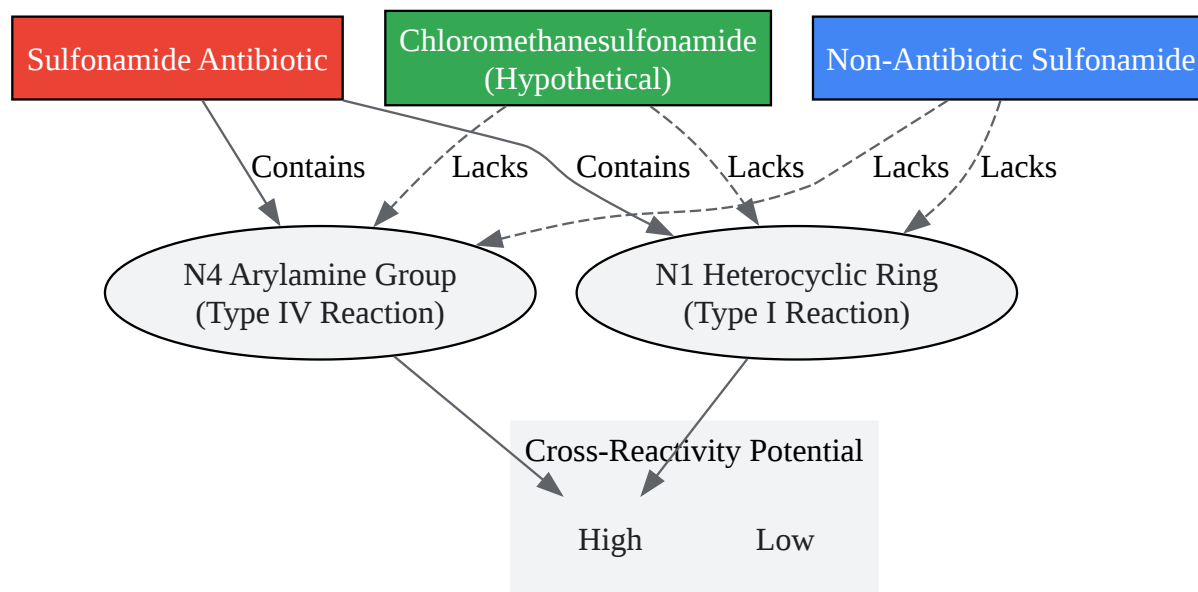 Sulfonamide Antibiotic
Chloromethanesulfonamide
(Hypothetical)
Non-Antibiotic Sulfonamide
Contains
Lacks
Contains
Lacks
Lacks
Lacks
N4 Arylamine Group
(Type IV Reaction)
N1 Heterocyclic Ring
(Type I Reaction)
Cross-Reactivity Potential
High
Low